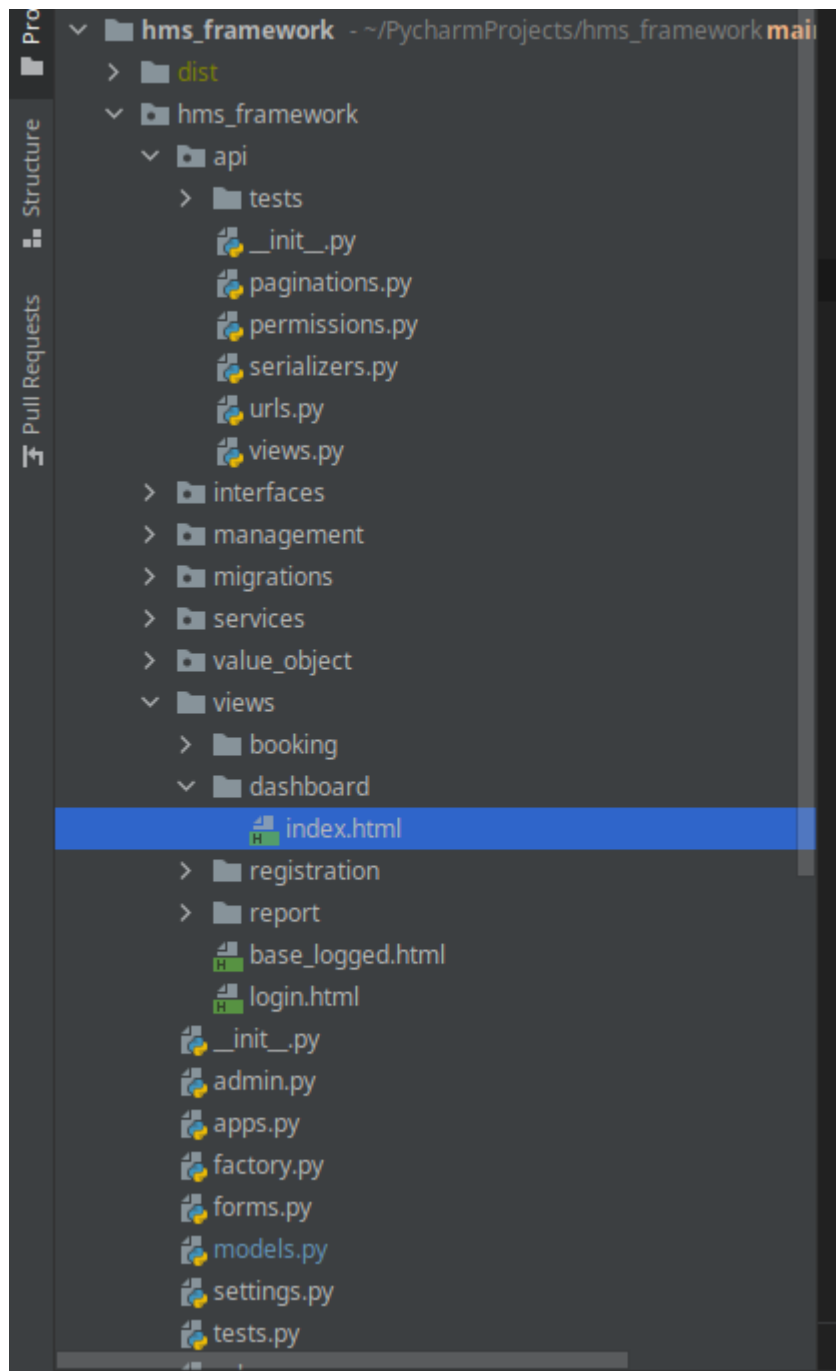 Pro
Structure
Pull Requests
hms_framework - ~/PycharmProjects/hms_framework mai
dist
hms_framework
api
tests
__init__.py
paginations.py
permissions.py
serializers.py
urls.py
views.py
interfaces
management
migrations
services
value_object
views
booking
dashboard
index.html
registration
report
base_logged.html
login.html
__init__.py
admin.py
apps.py
factory.py
forms.py
models.py
settings.py
tests.py